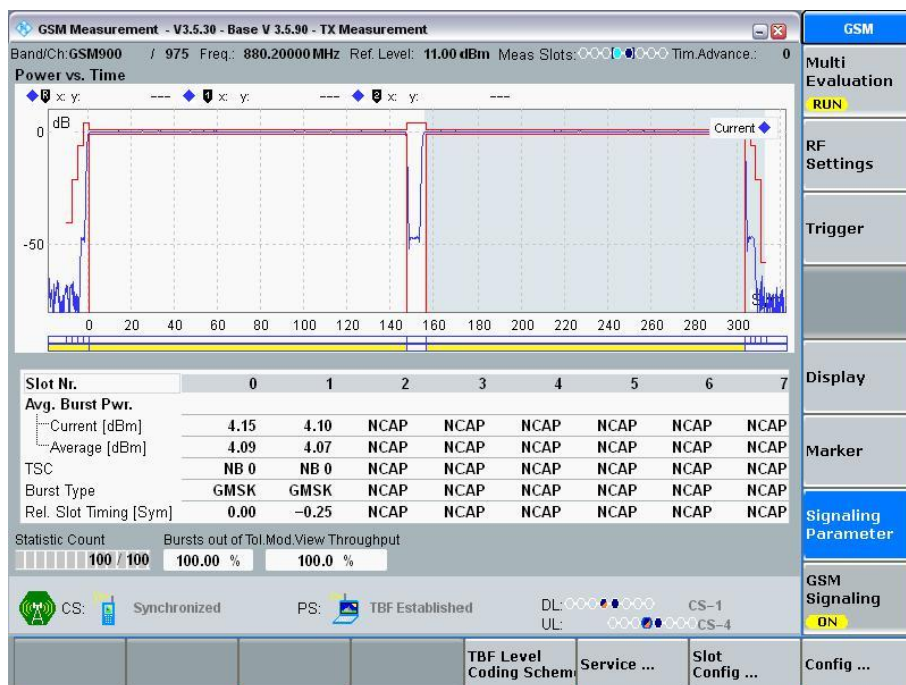 GSM Measurement - V3.5.30 - Base V 3.5.90 - TX Measurement
GSM
Band/Ch:GSM900 / 975 Freq.: 880.20000 MHz Ref. Level: 11.00 dBm Meas Slots: Tim.Advance.: 0
Power vs. Time
R x: y: --- 1 x: y: --- 2 x: y: ---
dB
Current
0
-50
0 20 40 60 80 100 120 140 160 180 200 220 240 260 280 300
Slot Nr. 0 1 2 3 4 5 6 7
Avg. Burst Pwr.
Current [dBm] 4.15 4.10 NCAP NCAP NCAP NCAP NCAP NCAP
Average [dBm] 4.09 4.07 NCAP NCAP NCAP NCAP NCAP NCAP
TSC NB 0 NB 0 NCAP NCAP NCAP NCAP NCAP NCAP
Burst Type GMSK GMSK NCAP NCAP NCAP NCAP NCAP NCAP
Rel. Slot Timing [Sym] 0.00 -0.25 NCAP NCAP NCAP NCAP NCAP NCAP
Statistic Count Bursts out of Tol. Mod.View Throughput
100 / 100 100.00 % 100.0 %
CS: Synchronized PS: TBF Established DL: CS-1
UL: CS-4
Multi
Evaluation
RUN
RF
Settings
Trigger
Display
Marker
Signaling
Parameter
GSM
Signaling
ON
TBF Level
Coding Schem
Service ...
Slot
Config ...
Config ...